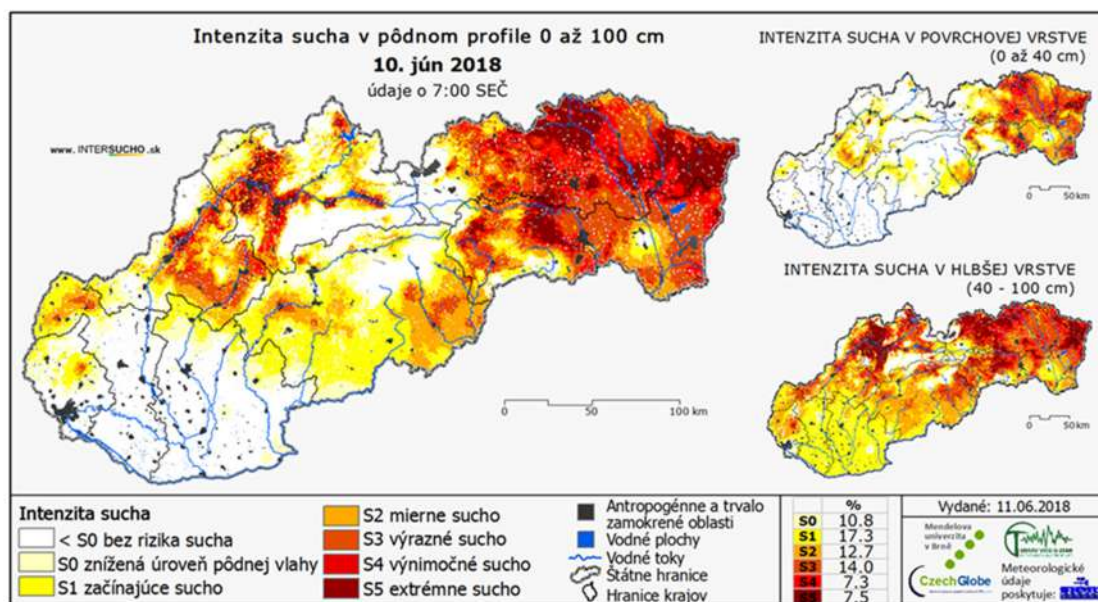 Intenzita sucha v pôdnom profile 0 až 100 cm
10. jún 2018
údaje o 7:00 SEČ
www. INTERSUCHO .sk
0 50 100 km
INTENZITA SUCHA V POVRCHOVEJ VRSTVE
(0 až 40 cm)
0 50 km
INTENZITA SUCHA V HLBŠEJ VRSTVE
(40 - 100 cm)
0 50 km
Intenzita sucha
< S0 bez rizika sucha
S0 znížená úroveň pôdnej vlahy
S1 začínajúce sucho
S2 mierne sucho
S3 výrazné sucho
S4 výnimočné sucho
S5 extrémne sucho
Antropogénne a trvalo
zamokrené oblasti
Vodné plochy
Vodné toky
Štátne hranice
Hranice krajov
%
S0 10.8
S1 17.3
S2 12.7
S3 14.0
S4 7.3
S5 7.5
Vydané: 11.06.2018
Mendelova
univerzita
v Brně
CzechGlobe
Meteorologické
údaje
poskytuje: